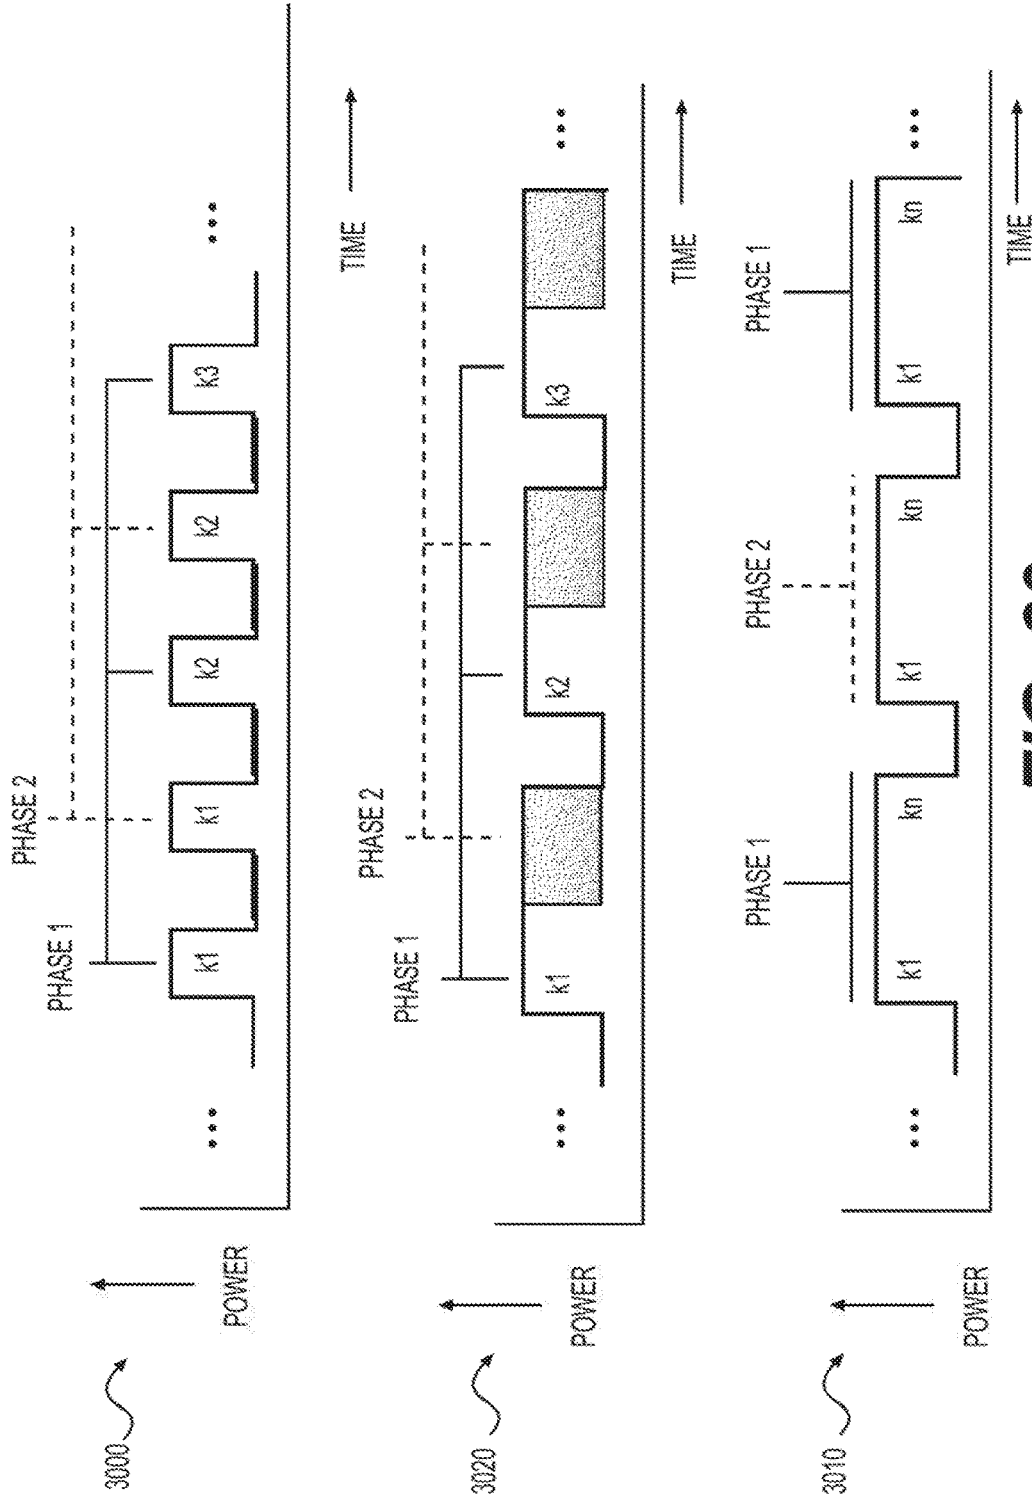 3000
POWER
PHASE 1
PHASE 2
k1
k1
k2
k2
k3
...
...
TIME
3020
POWER
PHASE 1
PHASE 2
k1
k2
k3
...
...
TIME
3010
POWER
PHASE 1
PHASE 2
PHASE 1
k1
kn
k1
kn
k1
kn
...
...
TIME